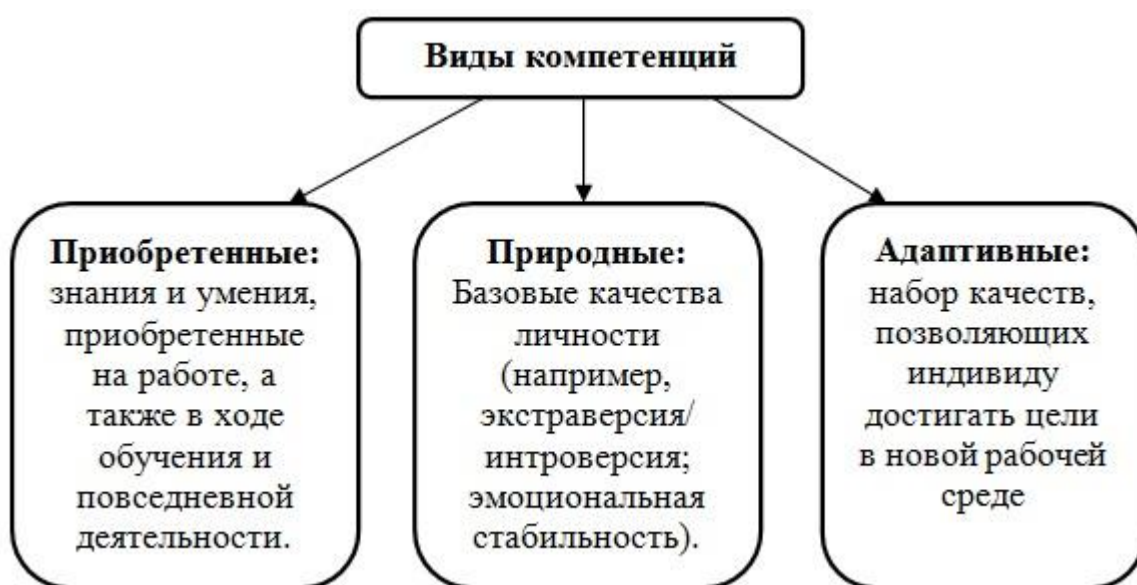 Виды компетенций
Приобретенные:
знания и умения,
приобретенные
на работе, а
также в ходе
обучения и
повседневной
деятельности.
Природные:
Базовые качества
личности
(например,
экстраверсия/
интроверсия;
эмоциональная
стабильность).
Адаптивные:
набор качеств,
позволяющих
индивиду
достигать цели
в новой рабочей
среде